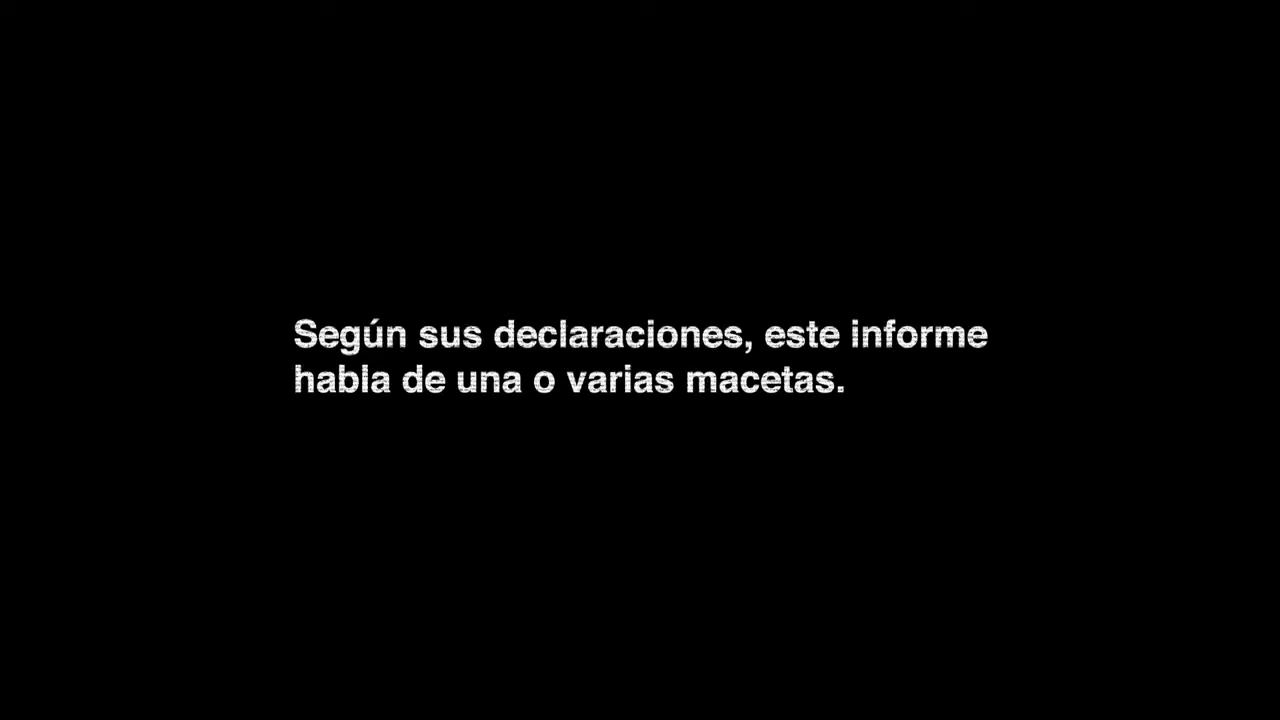 Según sus declaraciones, este informe
habla de una o varias macetas.